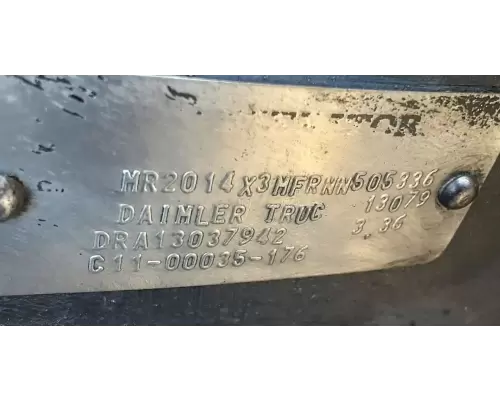 MR2014X3MFRNN505336
DAIMLER TRUC 13079
DRA13037942 3.36
C11-00035-176